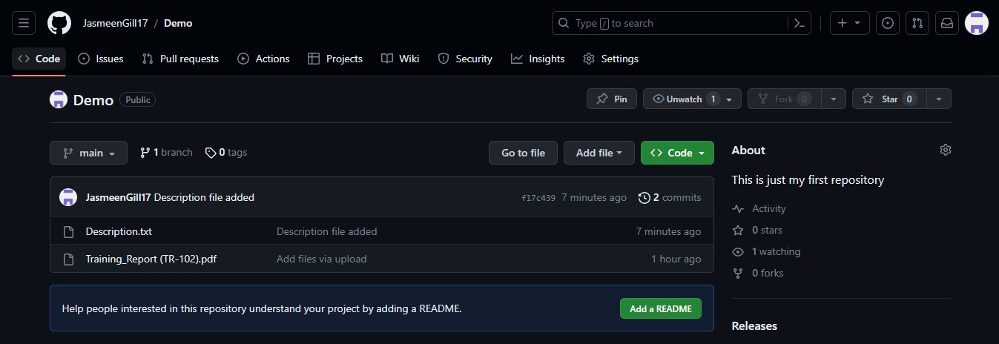 JasmeenGill17 / Demo
Type / to search
Code Issues Pull requests Actions Projects Wiki Security Insights Settings
Demo Public
Pin Unwatch 1 Fork 0 Star 0
main 1 branch 0 tags Go to file Add file Code
JasmeenGill17 Description file added f17c439 7 minutes ago 2 commits
Description.txt Description file added 7 minutes ago
Training_Report (TR-102).pdf Add files via upload 1 hour ago
Help people interested in this repository understand your project by adding a README. Add a README
About
This is just my first repository
Activity
0 stars
1 watching
0 forks
Releases